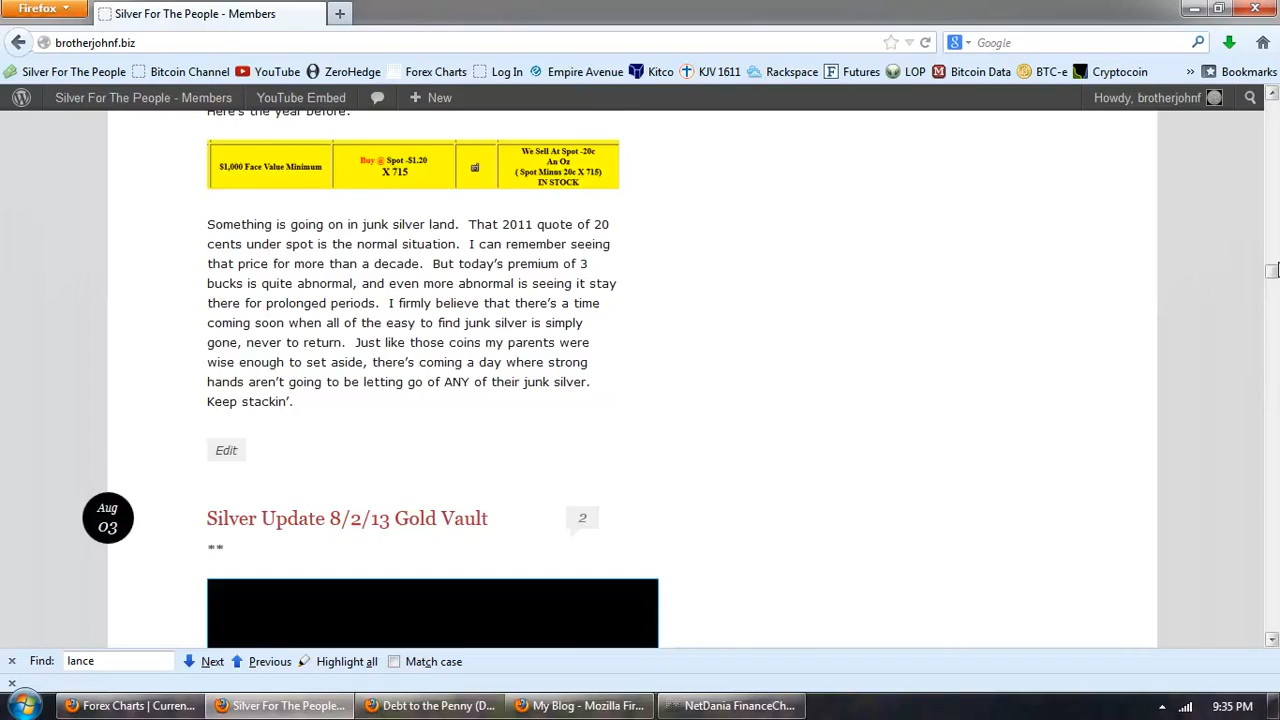 Firefox
Silver For The People - Members
brotherjohnf.biz
Google
Silver For The People
Bitcoin Channel
YouTube
ZeroHedge
Forex Charts
Log In
Empire Avenue
Kitco
KJV 1611
Rackspace
Futures
LOP
Bitcoin Data
BTC-e
Cryptocoin
»
Bookmarks
Silver For The People - Members
YouTube Embed
New
Howdy, brotherjohnf
Here's the year before:
$1,000 Face Value Minimum
Buy @ Spot -$1.20
X 715
We Sell At Spot -20c
An Oz
( Spot Minus 20c X 715)
IN STOCK
Something is going on in junk silver land.  That 2011 quote of 20
cents under spot is the normal situation.  I can remember seeing
that price for more than a decade.  But today's premium of 3
bucks is quite abnormal, and even more abnormal is seeing it stay
there for prolonged periods.  I firmly believe that there's a time
coming soon when all of the easy to find junk silver is simply
gone, never to return.  Just like those coins my parents were
wise enough to set aside, there's coming a day where strong
hands aren't going to be letting go of ANY of their junk silver.
Keep stackin'.
Edit
Aug
03
Silver Update 8/2/13 Gold Vault
2
**
Find:
lance
Next
Previous
Highlight all
Match case
Forex Charts | Curren...
Silver For The People...
Debt to the Penny (D...
My Blog - Mozilla Fir...
NetDania FinanceCh...
9:35 PM